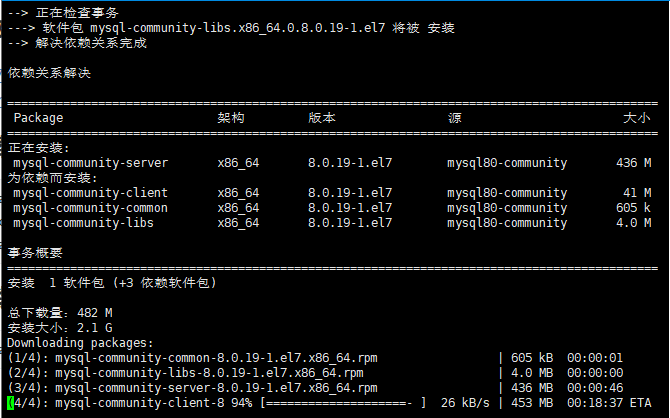 --> 正在检查事务
---> 软件包 mysql-community-libs.x86_64.0.8.0.19-1.el7 将被 安装
--> 解决依赖关系完成
依赖关系解决
================================================================================
Package 架构 版本 源 大小
================================================================================
正在安装:
mysql-community-server x86_64 8.0.19-1.el7 mysql80-community 436 M
为依赖而安装:
mysql-community-client x86_64 8.0.19-1.el7 mysql80-community 41 M
mysql-community-common x86_64 8.0.19-1.el7 mysql80-community 605 k
mysql-community-libs x86_64 8.0.19-1.el7 mysql80-community 4.0 M
事务概要
================================================================================
安装 1 软件包 (+3 依赖软件包)
总下载量：482 M
安装大小：2.1 G
Downloading packages:
(1/4): mysql-community-common-8.0.19-1.el7.x86_64.rpm | 605 kB 00:00:01
(2/4): mysql-community-libs-8.0.19-1.el7.x86_64.rpm | 4.0 MB 00:00:00
(3/4): mysql-community-server-8.0.19-1.el7.x86_64.rpm | 436 MB 00:00:46
(4/4): mysql-community-client-8 94% [====================- ] 26 kB/s | 453 MB 00:18:37 ETA